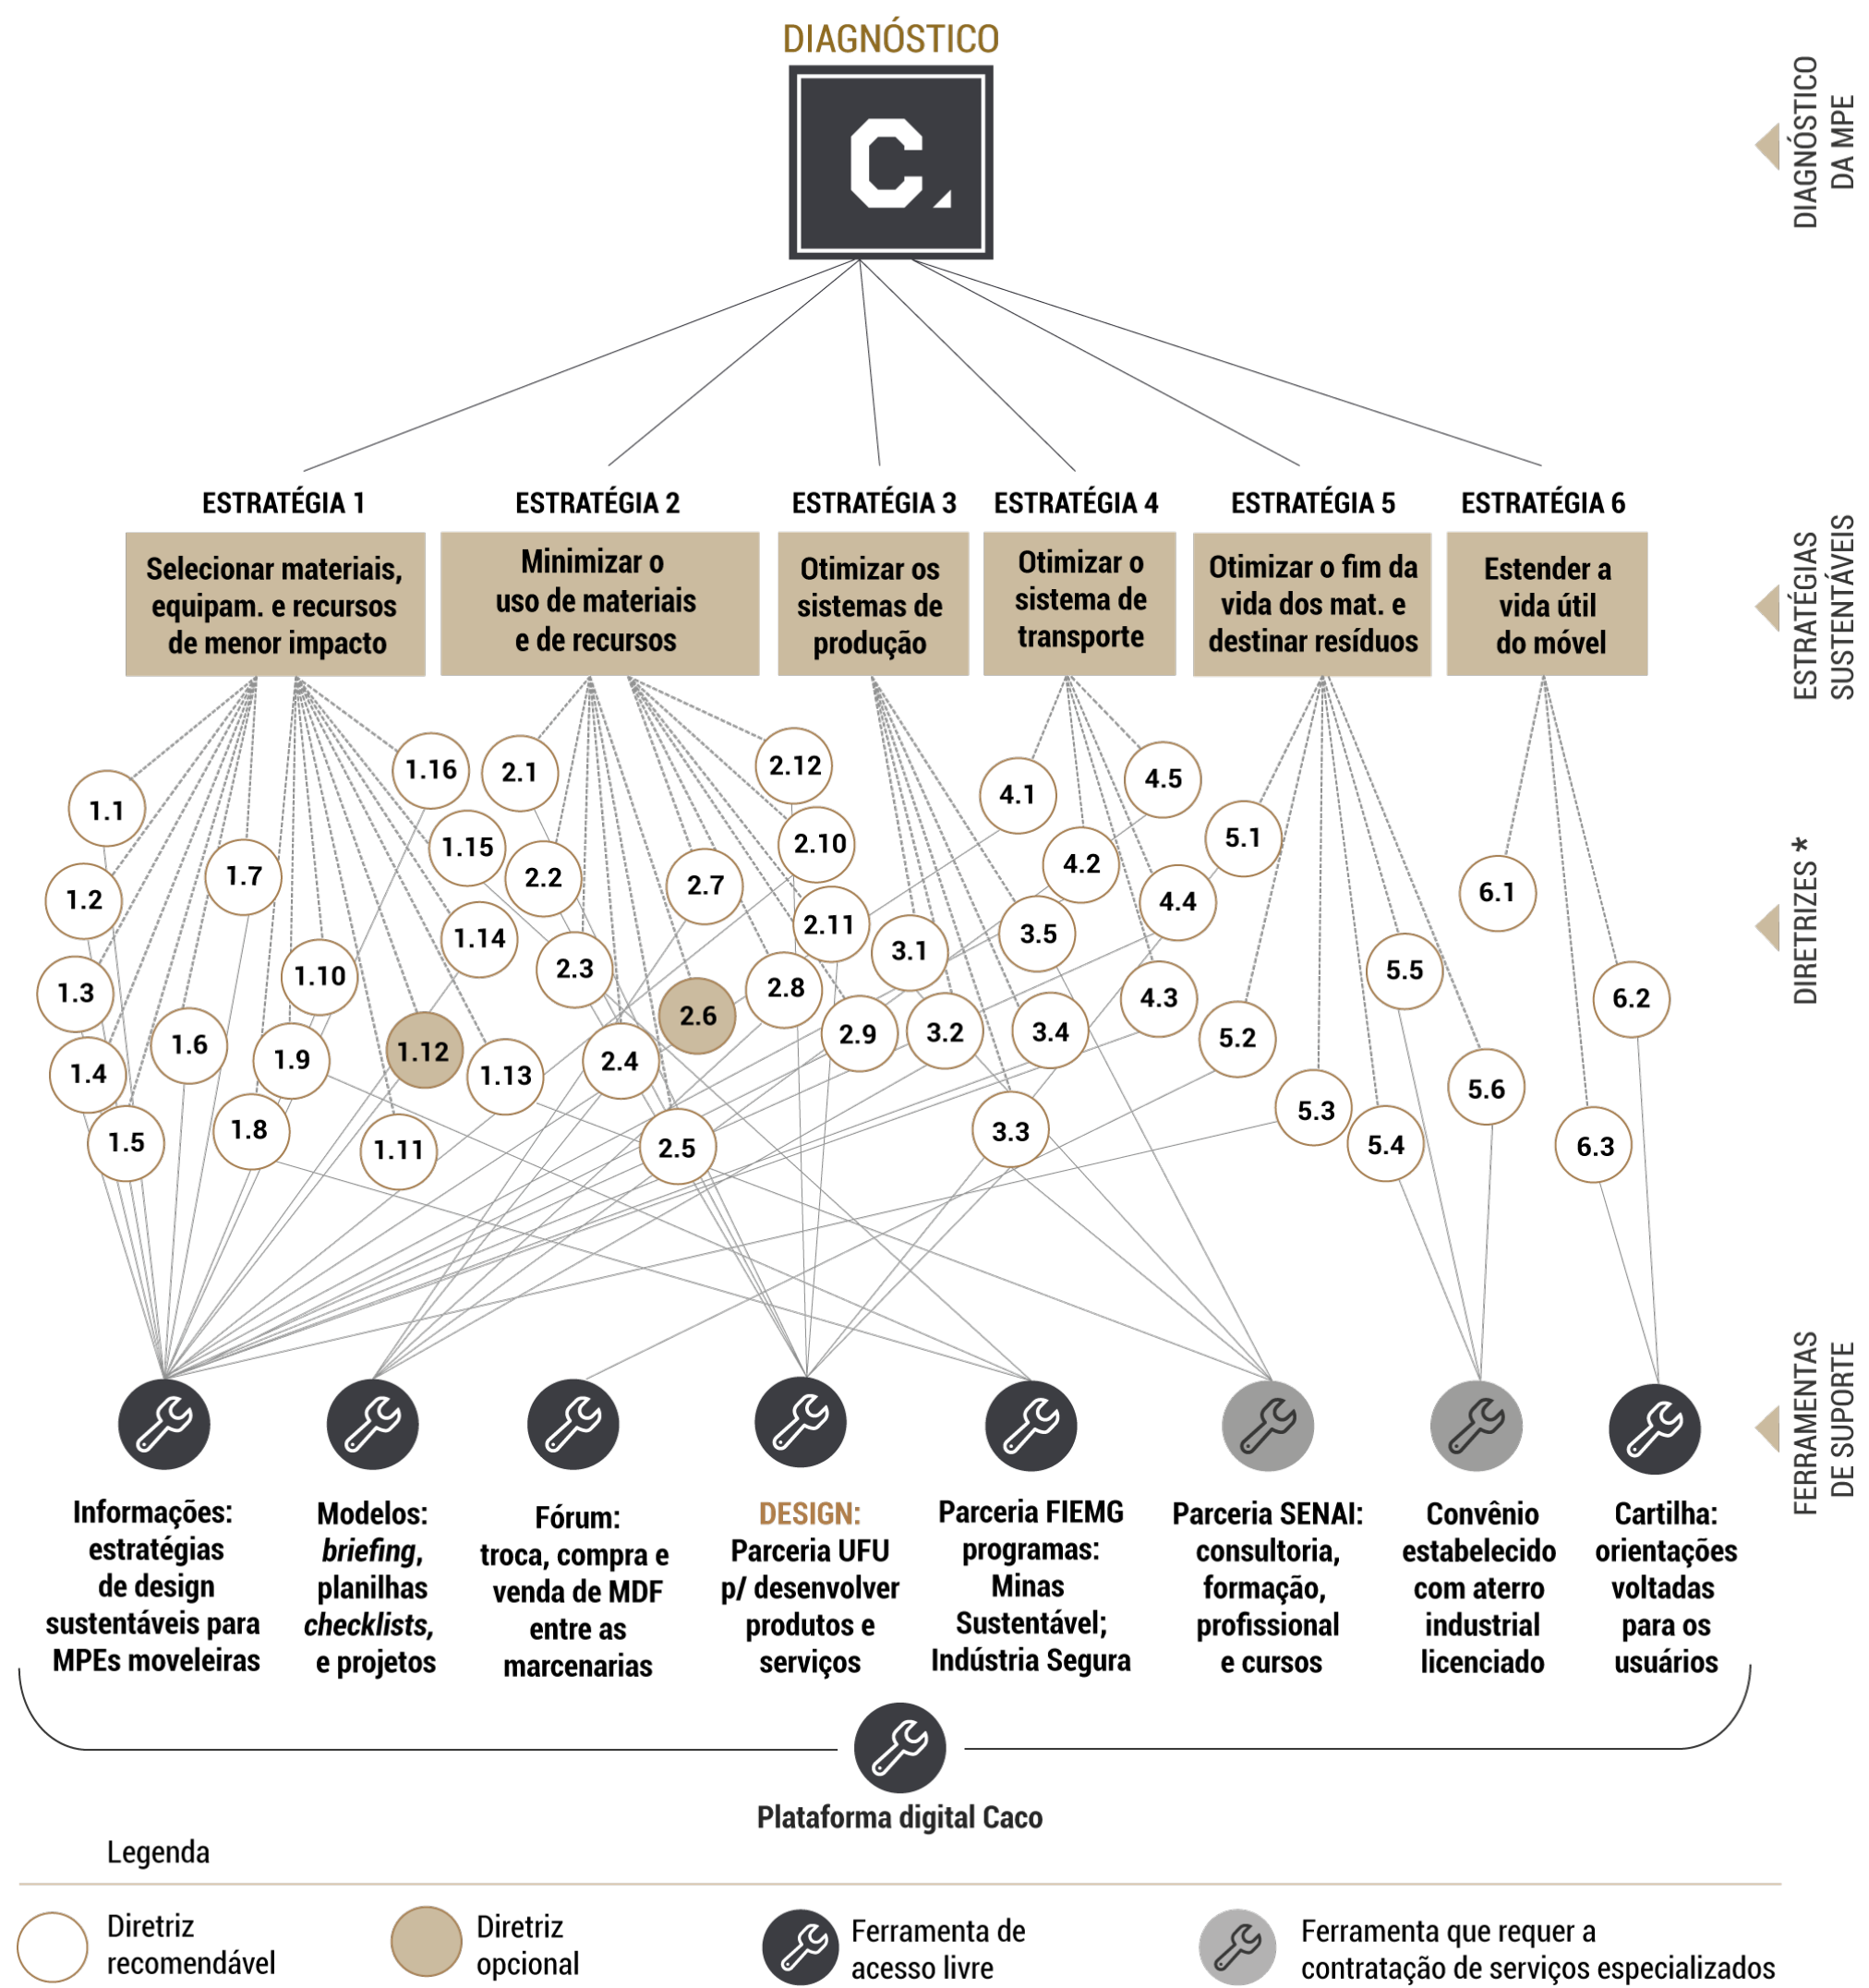 DIAGNÓSTICO
C.
DIAGNÓSTICO
DA MPE
ESTRATÉGIA 1
ESTRATÉGIA 2
ESTRATÉGIA 3
ESTRATÉGIA 4
ESTRATÉGIA 5
ESTRATÉGIA 6
Selecionar materiais,
equipam. e recursos
de menor impacto
Minimizar o
uso de materiais
e de recursos
Otimizar os
sistemas de
produção
Otimizar o
sistema de
transporte
Otimizar o fim da
vida dos mat. e
destinar resíduos
Estender a
vida útil
do móvel
ESTRATÉGIAS
SUSTENTÁVEIS
1.1
1.2
1.3
1.4
1.5
1.6
1.7
1.8
1.9
1.10
1.11
1.12
1.13
1.14
1.15
1.16
2.1
2.2
2.3
2.4
2.5
2.6
2.7
2.8
2.9
2.10
2.11
2.12
3.1
3.2
3.3
3.4
3.5
4.1
4.2
4.3
4.4
4.5
5.1
5.2
5.3
5.4
5.5
5.6
6.1
6.2
6.3
DIRETRIZES *
FERRAMENTAS
DE SUPORTE
Informações:
estratégias
de design
sustentáveis para
MPEs moveleiras
Modelos:
briefing,
planilhas
checklists,
e projetos
Fórum:
troca, compra e
venda de MDF
entre as
marcenarias
DESIGN:
Parceria UFU
p/ desenvolver
produtos e
serviços
Parceria FIEMG
programas:
Minas
Sustentável;
Indústria Segura
Parceria SENAI:
consultoria,
formação,
profissional
e cursos
Convênio
estabelecido
com aterro
industrial
licenciado
Cartilha:
orientações
voltadas
para os
usuários
Plataforma digital Caco
Legenda
Diretriz
recomendável
Diretriz
opcional
Ferramenta de
acesso livre
Ferramenta que requer a
contratação de serviços especializados